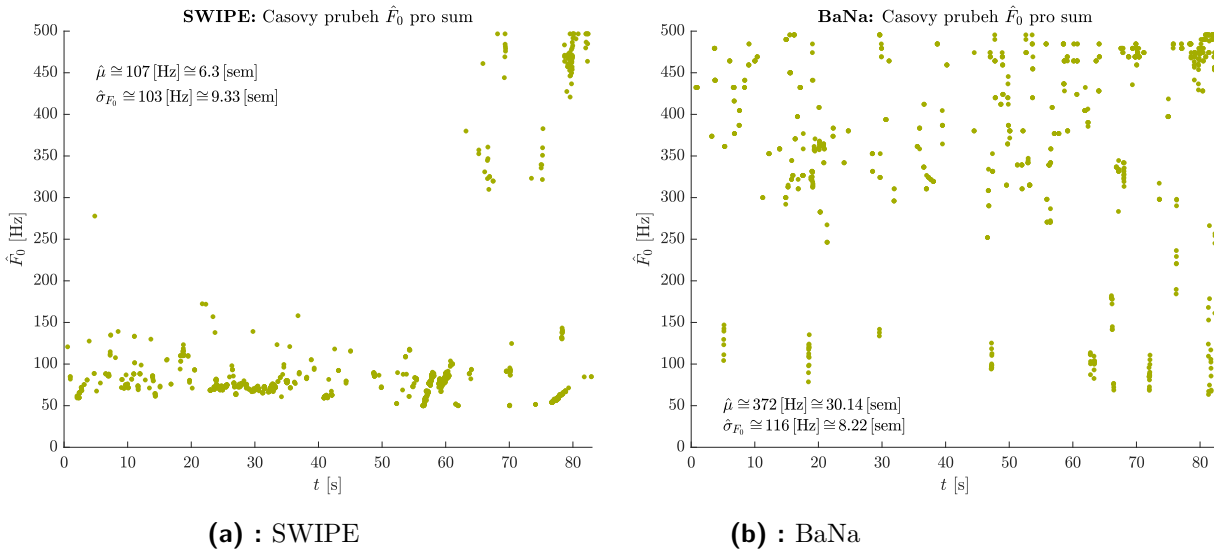 SWIPE: Casovy prubeh F̂₀ pro sum
500
450
400
350
300
250
200
150
100
50
0
F̂₀ [Hz]
μ̂ ≅ 107 [Hz] ≅ 6.3 [sem]
σ̂_F₀ ≅ 103 [Hz] ≅ 9.33 [sem]
0 10 20 30 40 50 60 70 80
t [s]
(a) : SWIPE
BaNa: Casovy prubeh F̂₀ pro sum
500
450
400
350
300
250
200
150
100
50
0
F̂₀ [Hz]
μ̂ ≅ 372 [Hz] ≅ 30.14 [sem]
σ̂_F₀ ≅ 116 [Hz] ≅ 8.22 [sem]
0 10 20 30 40 50 60 70 80
t [s]
(b) : BaNa